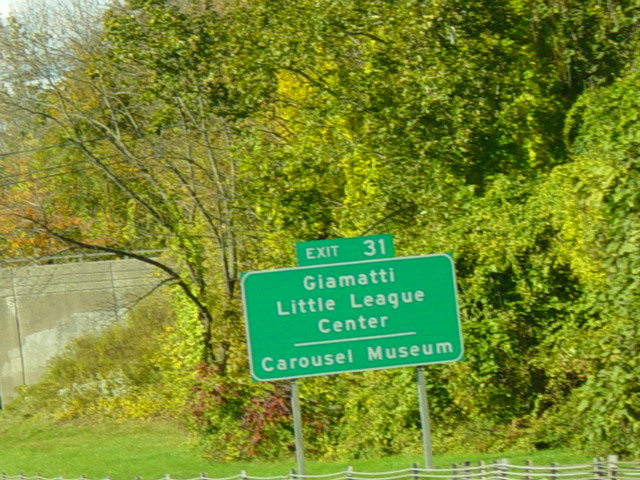 EXIT 31
Giamatti
Little League
Center
Carousel Museum